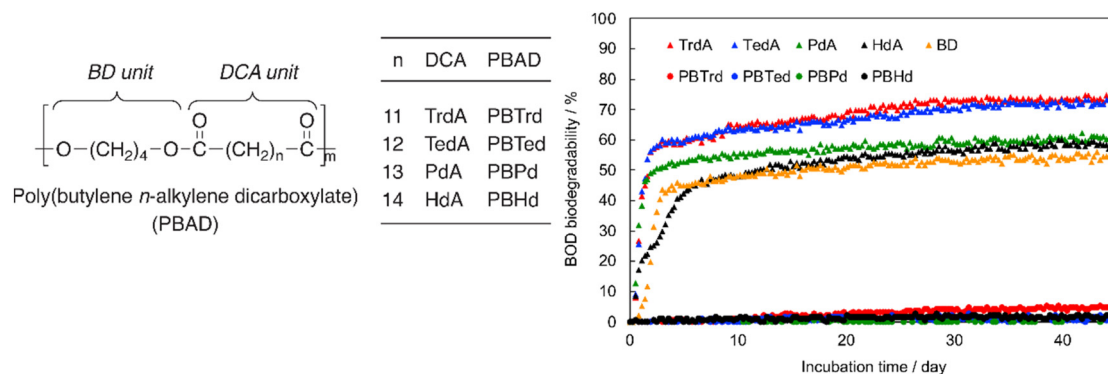 BD unit DCA unit
O
O
O—(CH2)4—O—C—(CH2)n—C
m
Poly(butylene n-alkylene dicarboxylate)
(PBAD)
n DCA PBAD
11 TrdA PBTrd
12 TedA PBTed
13 PdA PBPd
14 HdA PBHd
BOD biodegradability / %
100
90
80
70
60
50
40
30
20
10
0
TrdA TedA PdA HdA BD
PBTrd PBTed PBPd PBHd
0 10 20 30 40
Incubation time / day